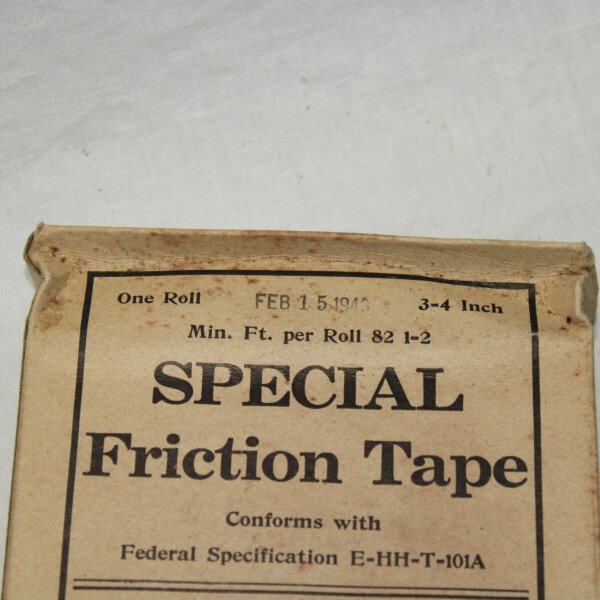 One Roll FEB 15 1943 3-4 Inch
Min. Ft. per Roll 82 1-2
SPECIAL
Friction Tape
Conforms with
Federal Specification E-HH-T-101A